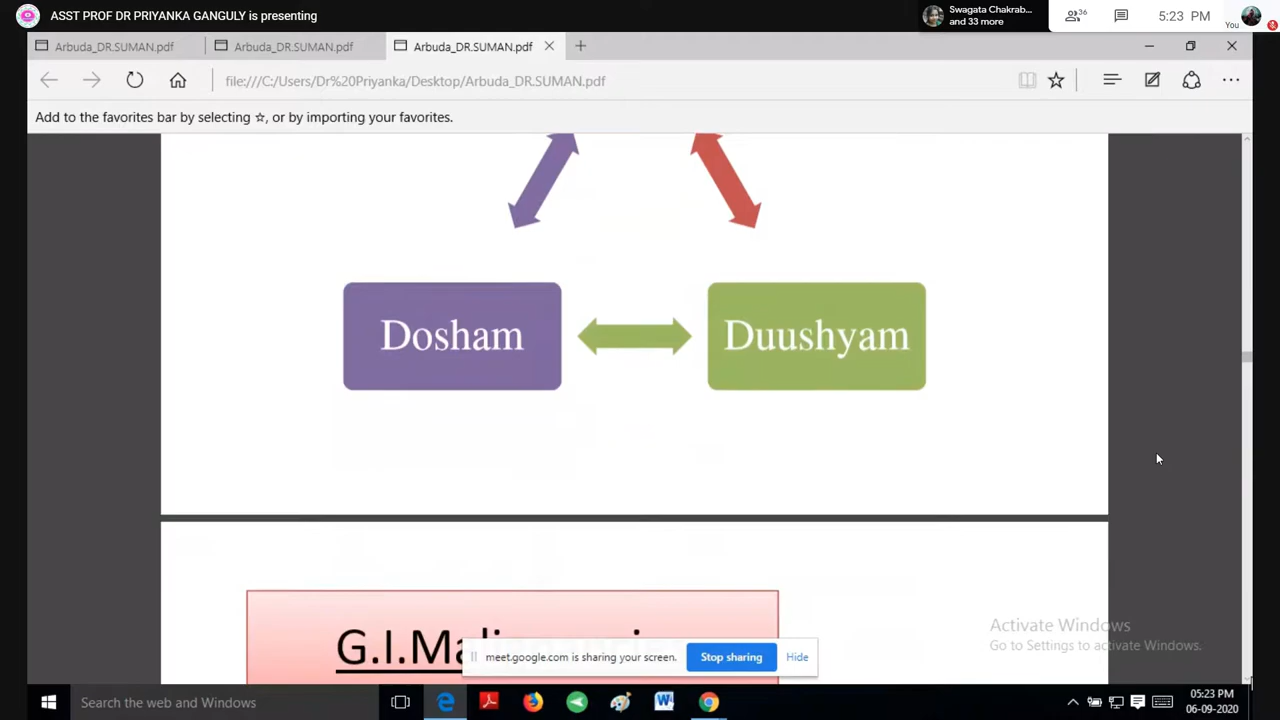 ASST PROF DR PRIYANKA GANGULY is presenting
Swagata Chakrab...
and 33 more
36
5:23 PM
You
Arbuda_DR.SUMAN.pdf
Arbuda_DR.SUMAN.pdf
Arbuda_DR.SUMAN.pdf
file:///C:/Users/Dr%20Priyanka/Desktop/Arbuda_DR.SUMAN.pdf
Add to the favorites bar by selecting ☆, or by importing your favorites.
Dosham
Duushyam
G.I.Mali
Activate Windows
Go to Settings to activate Windows.
meet.google.com is sharing your screen.
Stop sharing
Hide
Search the web and Windows
05:23 PM
06-09-2020